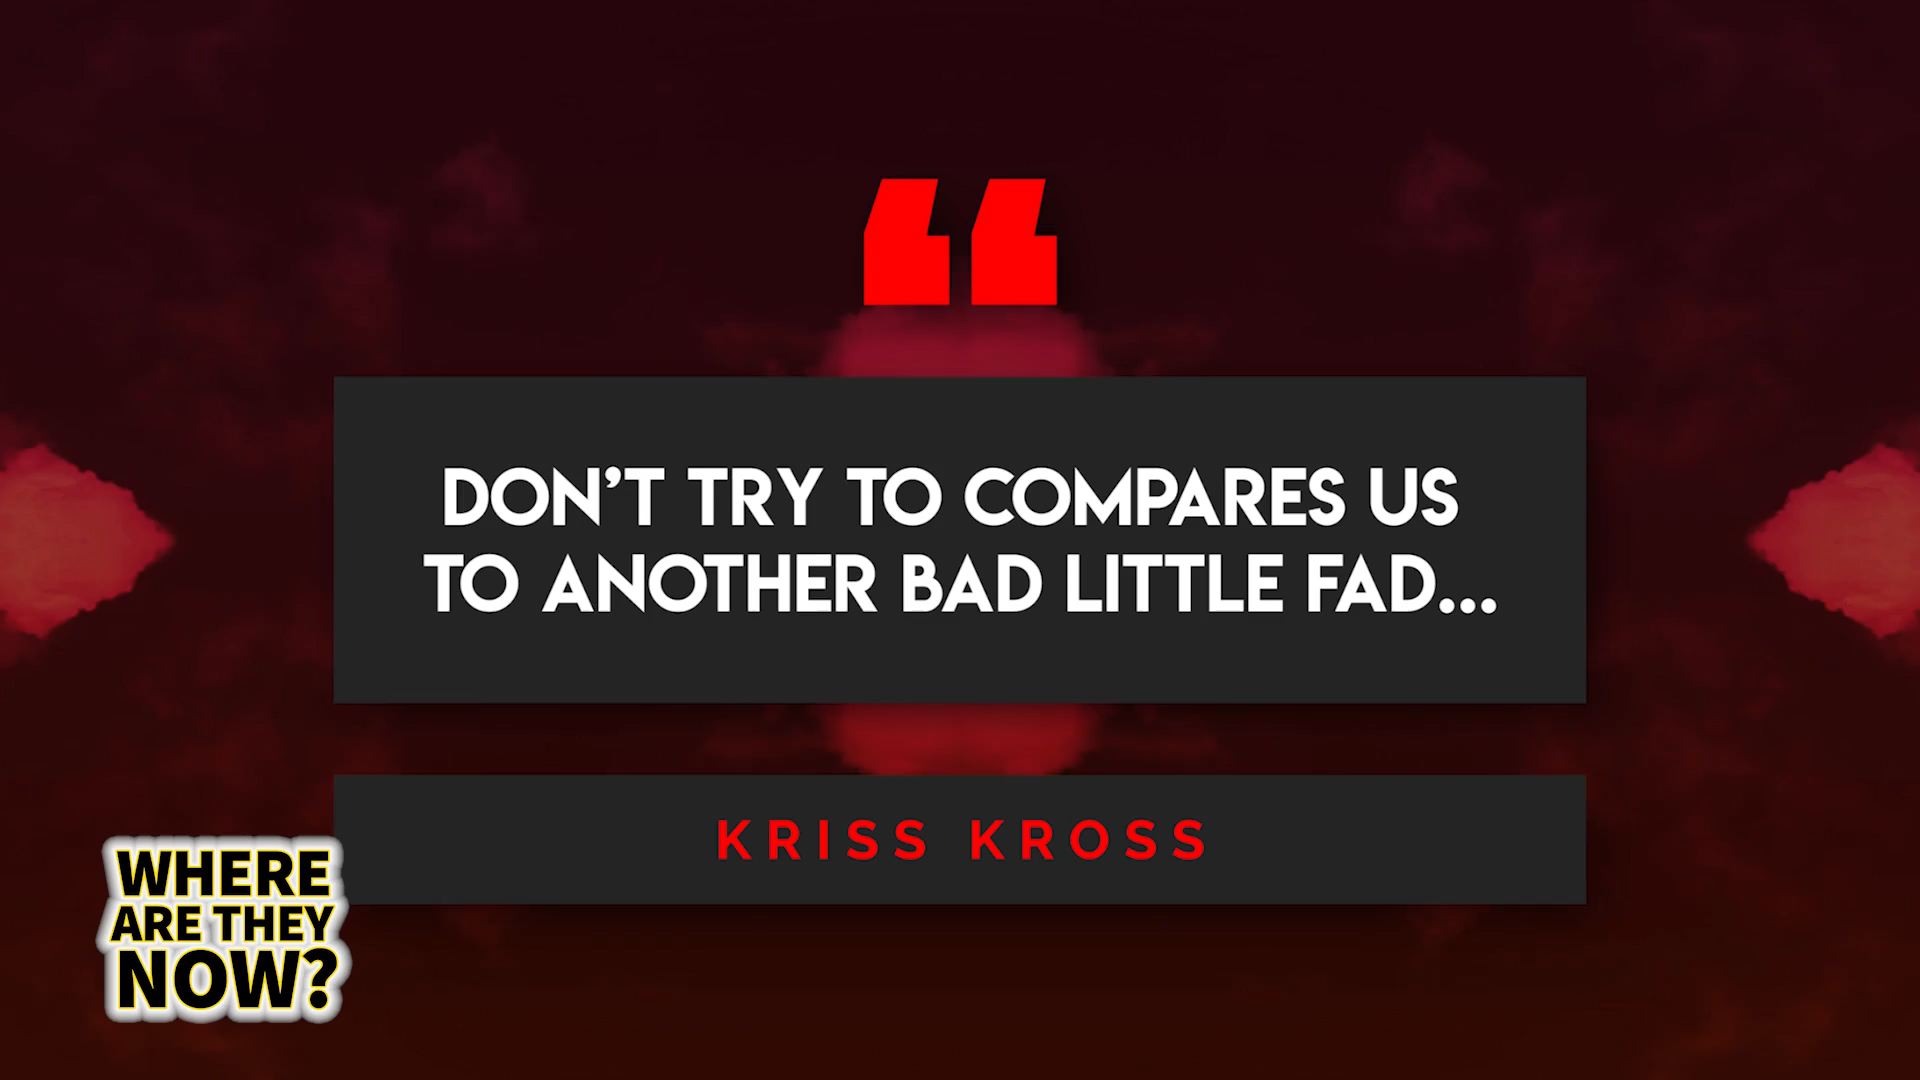 DON'T TRY TO COMPARES US
TO ANOTHER BAD LITTLE FAD...
KRISS KROSS
WHERE
ARE THEY
NOW?